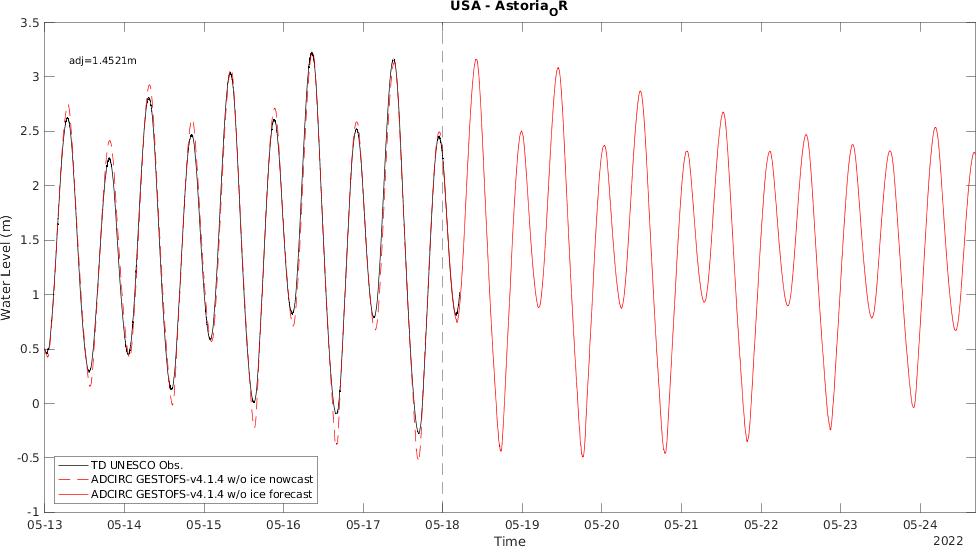 USA - AstoriaOR
3.5
adj=1.4521m
3
2.5
2
1.5
1
0.5
0
-0.5
-1
Water Level (m)
TD UNESCO Obs.
ADCIRC GESTOFS-v4.1.4 w/o ice nowcast
ADCIRC GESTOFS-v4.1.4 w/o ice forecast
05-13 05-14 05-15 05-16 05-17 05-18 05-19 05-20 05-21 05-22 05-23 05-24
Time
2022